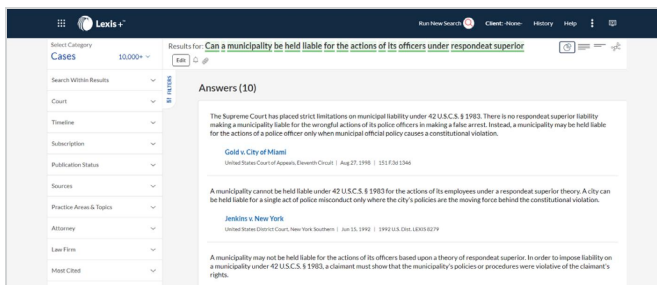 Lexis+
Run New Search
Client: -None-
History
Help
Select Category
Cases 10,000+
Results for: Can a municipality be held liable for the actions of its officers under respondeat superior
Edit
Search Within Results
Court
Timeline
Subscription
Publication Status
Sources
Practice Areas & Topics
Attorney
Law Firm
Most Cited
FILTERS
Answers (10)
The Supreme Court has placed strict limitations on municipal liability under 42 U.S.C.S. § 1983. There is no respondeat superior liability
making a municipality liable for the wrongful actions of its police officers in making a false arrest. Instead, a municipality may be held liable
for the actions of a police officer only when municipal official policy causes a constitutional violation.
Gold v. City of Miami
United States Court of Appeals, Eleventh Circuit | Aug 27, 1998 | 151 F.3d 1346
A municipality cannot be held liable under 42 U.S.C.S. § 1983 for the actions of its employees under a respondeat superior theory. A city can
be held liable for a single act of police misconduct only where the city's policies are the moving force behind the constitutional violation.
Jenkins v. New York
United States District Court, New York Southern | Jun 15, 1992 | 1992 U.S. Dist. LEXIS 8279
A municipality may not be held liable for the actions of its officers based upon a theory of respondeat superior. In order to impose liability on
a municipality under 42 U.S.C.S. § 1983, a claimant must show that the municipality's policies or procedures were violative of the claimant's
rights.